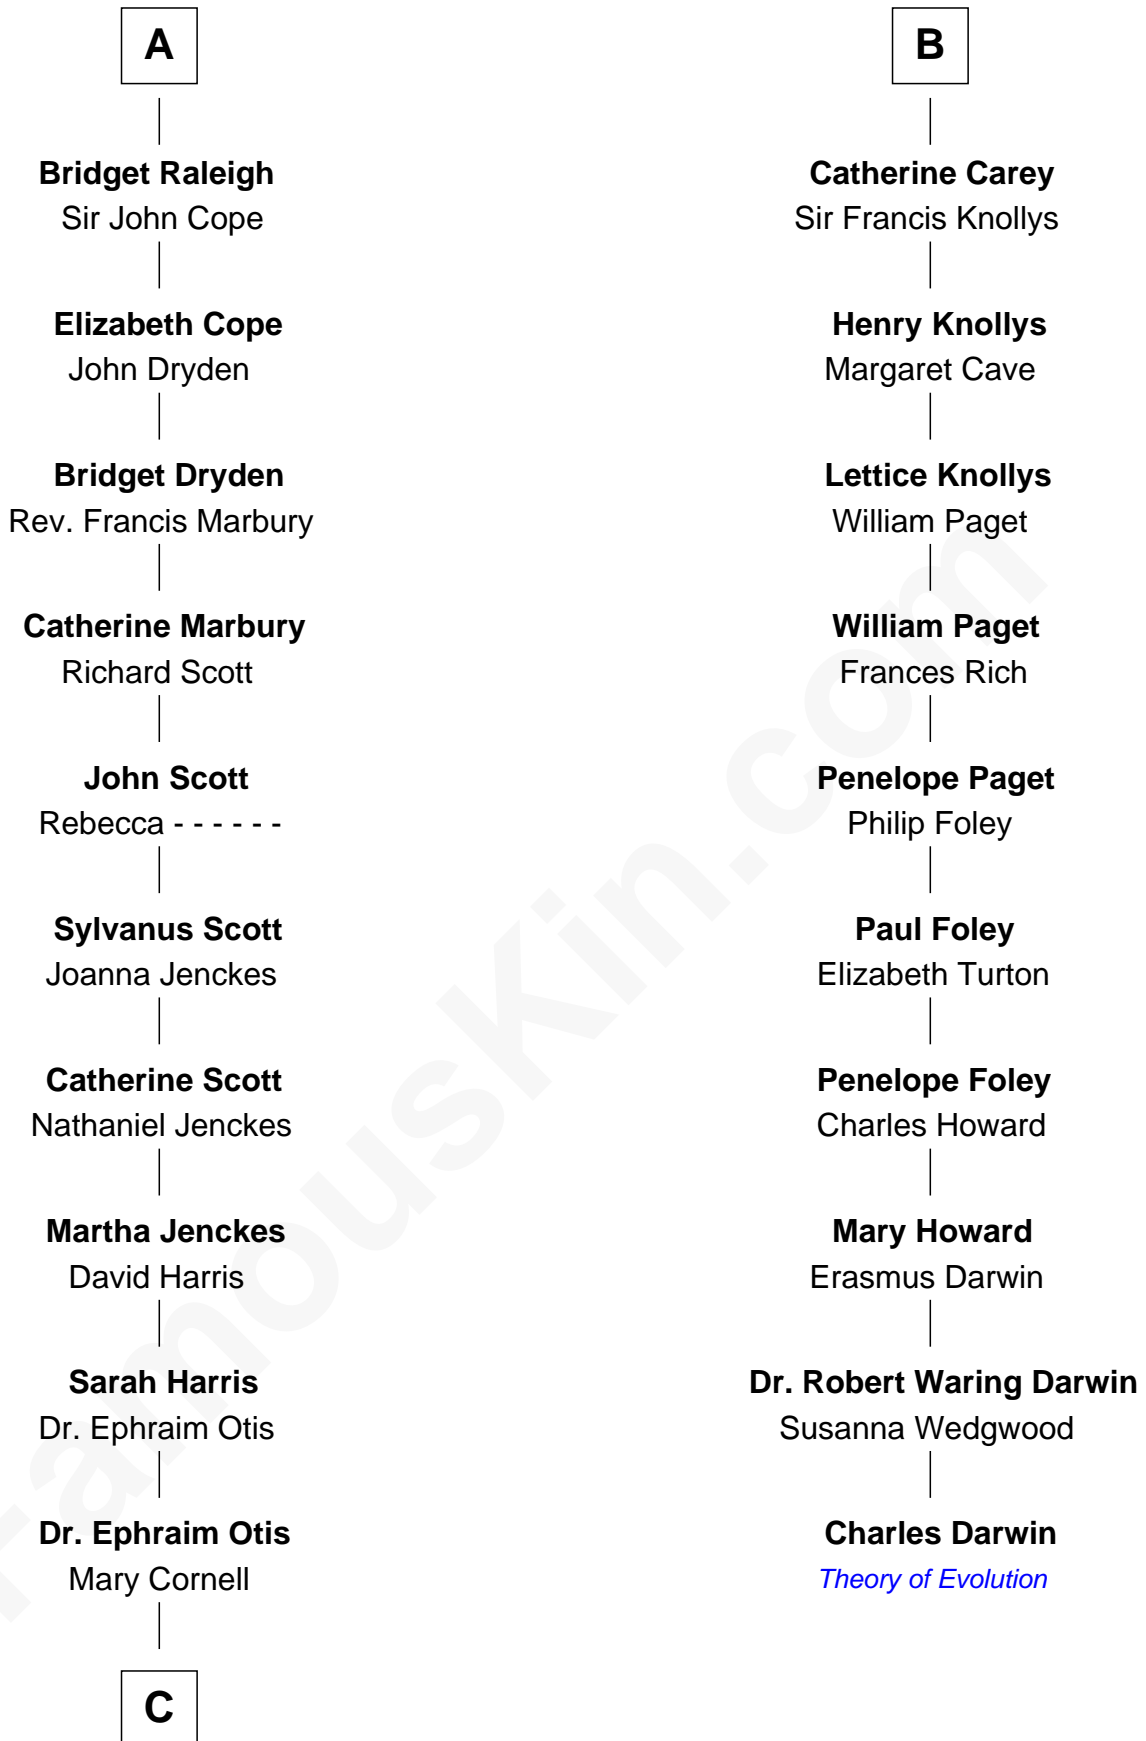 A
Bridget Raleigh
Sir John Cope
Elizabeth Cope
John Dryden
Bridget Dryden
Rev. Francis Marbury
Catherine Marbury
Richard Scott
John Scott
Rebecca - - - - - -
Sylvanus Scott
Joanna Jenckes
Catherine Scott
Nathaniel Jenckes
Martha Jenckes
David Harris
Sarah Harris
Dr. Ephraim Otis
Dr. Ephraim Otis
Mary Cornell
C
B
Catherine Carey
Sir Francis Knollys
Henry Knollys
Margaret Cave
Lettice Knollys
William Paget
William Paget
Frances Rich
Penelope Paget
Philip Foley
Paul Foley
Elizabeth Turton
Penelope Foley
Charles Howard
Mary Howard
Erasmus Darwin
Dr. Robert Waring Darwin
Susanna Wedgwood
Charles Darwin
Theory of Evolution
FamousKin.com